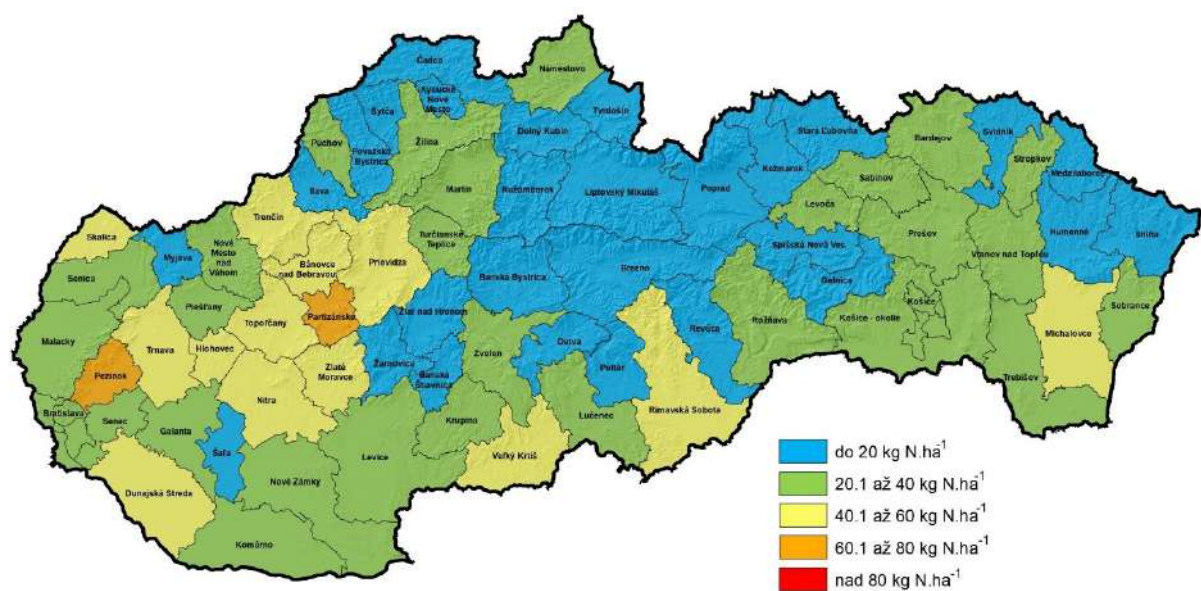 Čadca
Námestovo
Kysucké
Nové
Mesto
Bytča
Tvrdošín
Dolný Kubín
Stará Ľubovňa
Bardejov
Svidník
Stropkov
Medzilaborce
Púchov
Považská
Bystrica
Žilina
Kežmarok
Sabinov
Ilava
Martin
Ružomberok
Liptovský Mikuláš
Poprad
Levoča
Trenčín
Turčianske
Teplice
Prešov
Humenné
Snina
Skalica
Myjava
Nové
Mesto
nad
Váhom
Bánovce
nad Bebravou
Prievidza
Spišská Nová Ves
Vranov nad Topľou
Senica
Banská Bystrica
Brezno
Gelnica
Piešťany
Partizánske
Žiar nad Hronom
Košice
Sobrance
Malacky
Topoľčany
Trnava
Hlohovec
Zvolen
Detva
Revúca
Rožňava
Košice - okolie
Michalovce
Pezinok
Zlaté
Moravce
Žarnovica
Banská
Štiavnica
Poltár
Trebišov
Nitra
Bratislava
Senec
Galanta
Krupina
Lučenec
Rimavská Sobota
Šaľa
Levice
Veľký Krtíš
Dunajská Streda
Nové Zámky
Komárno
do 20 kg N.ha⁻¹
20.1 až 40 kg N.ha⁻¹
40.1 až 60 kg N.ha⁻¹
60.1 až 80 kg N.ha⁻¹
nad 80 kg N.ha⁻¹